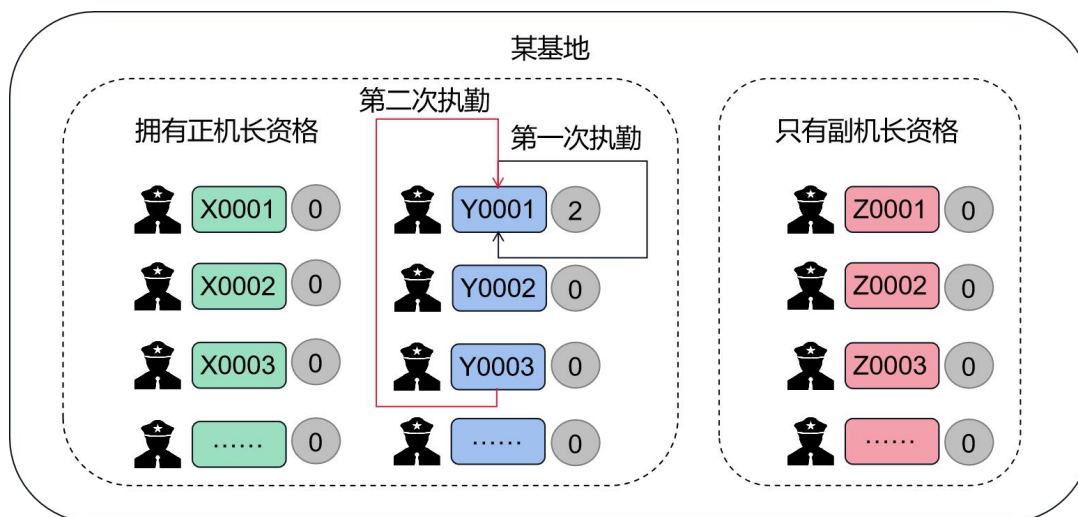 某基地
第二次执勤
拥有正机长资格
第一次执勤
只有副机长资格
X0001 0
Y0001 2
Z0001 0
X0002 0
Y0002 0
Z0002 0
X0003 0
Y0003 0
Z0003 0
…… 0
…… 0
…… 0